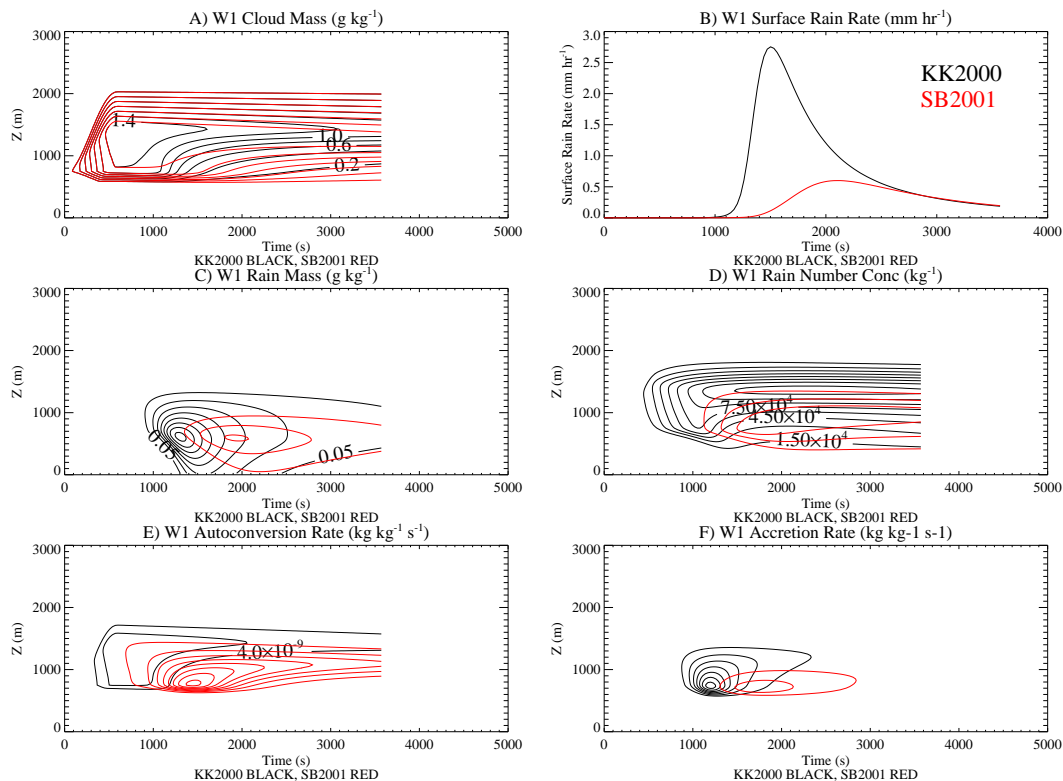 A) W1 Cloud Mass (g kg⁻¹)
3000
2000
1000
0
Z (m)
1.4
1.0
0.6
0.2
0 1000 2000 3000 4000 5000
Time (s)
KK2000 BLACK, SB2001 RED
B) W1 Surface Rain Rate (mm hr⁻¹)
3.0
2.5
2.0
1.5
1.0
0.5
0.0
Surface Rain Rate (mm hr⁻¹)
KK2000
SB2001
0 1000 2000 3000 4000
Time (s)
KK2000 BLACK, SB2001 RED
C) W1 Rain Mass (g kg⁻¹)
3000
2000
1000
0
Z (m)
0.05
0.05
0 1000 2000 3000 4000 5000
Time (s)
KK2000 BLACK, SB2001 RED
D) W1 Rain Number Conc (kg⁻¹)
3000
2000
1000
0
Z (m)
7.50×10⁴
4.50×10⁴
1.50×10⁴
0 1000 2000 3000 4000 5000
Time (s)
KK2000 BLACK, SB2001 RED
E) W1 Autoconversion Rate (kg kg⁻¹ s⁻¹)
3000
2000
1000
0
Z (m)
4.0×10⁻⁹
0 1000 2000 3000 4000 5000
Time (s)
KK2000 BLACK, SB2001 RED
F) W1 Accretion Rate (kg kg-1 s-1)
3000
2000
1000
0
Z (m)
0 1000 2000 3000 4000 5000
Time (s)
KK2000 BLACK, SB2001 RED